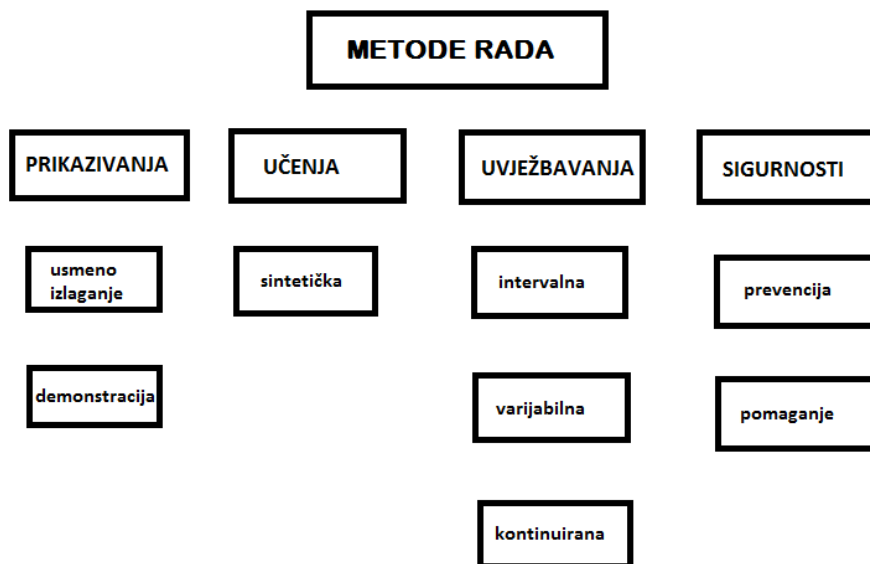 METODE RADA
PRIKAZIVANJA
UČENJA
UVJEŽBAVANJA
SIGURNOSTI
usmeno
izlaganje
sintetička
intervalna
prevencija
demonstracija
varijabilna
pomaganje
kontinuirana